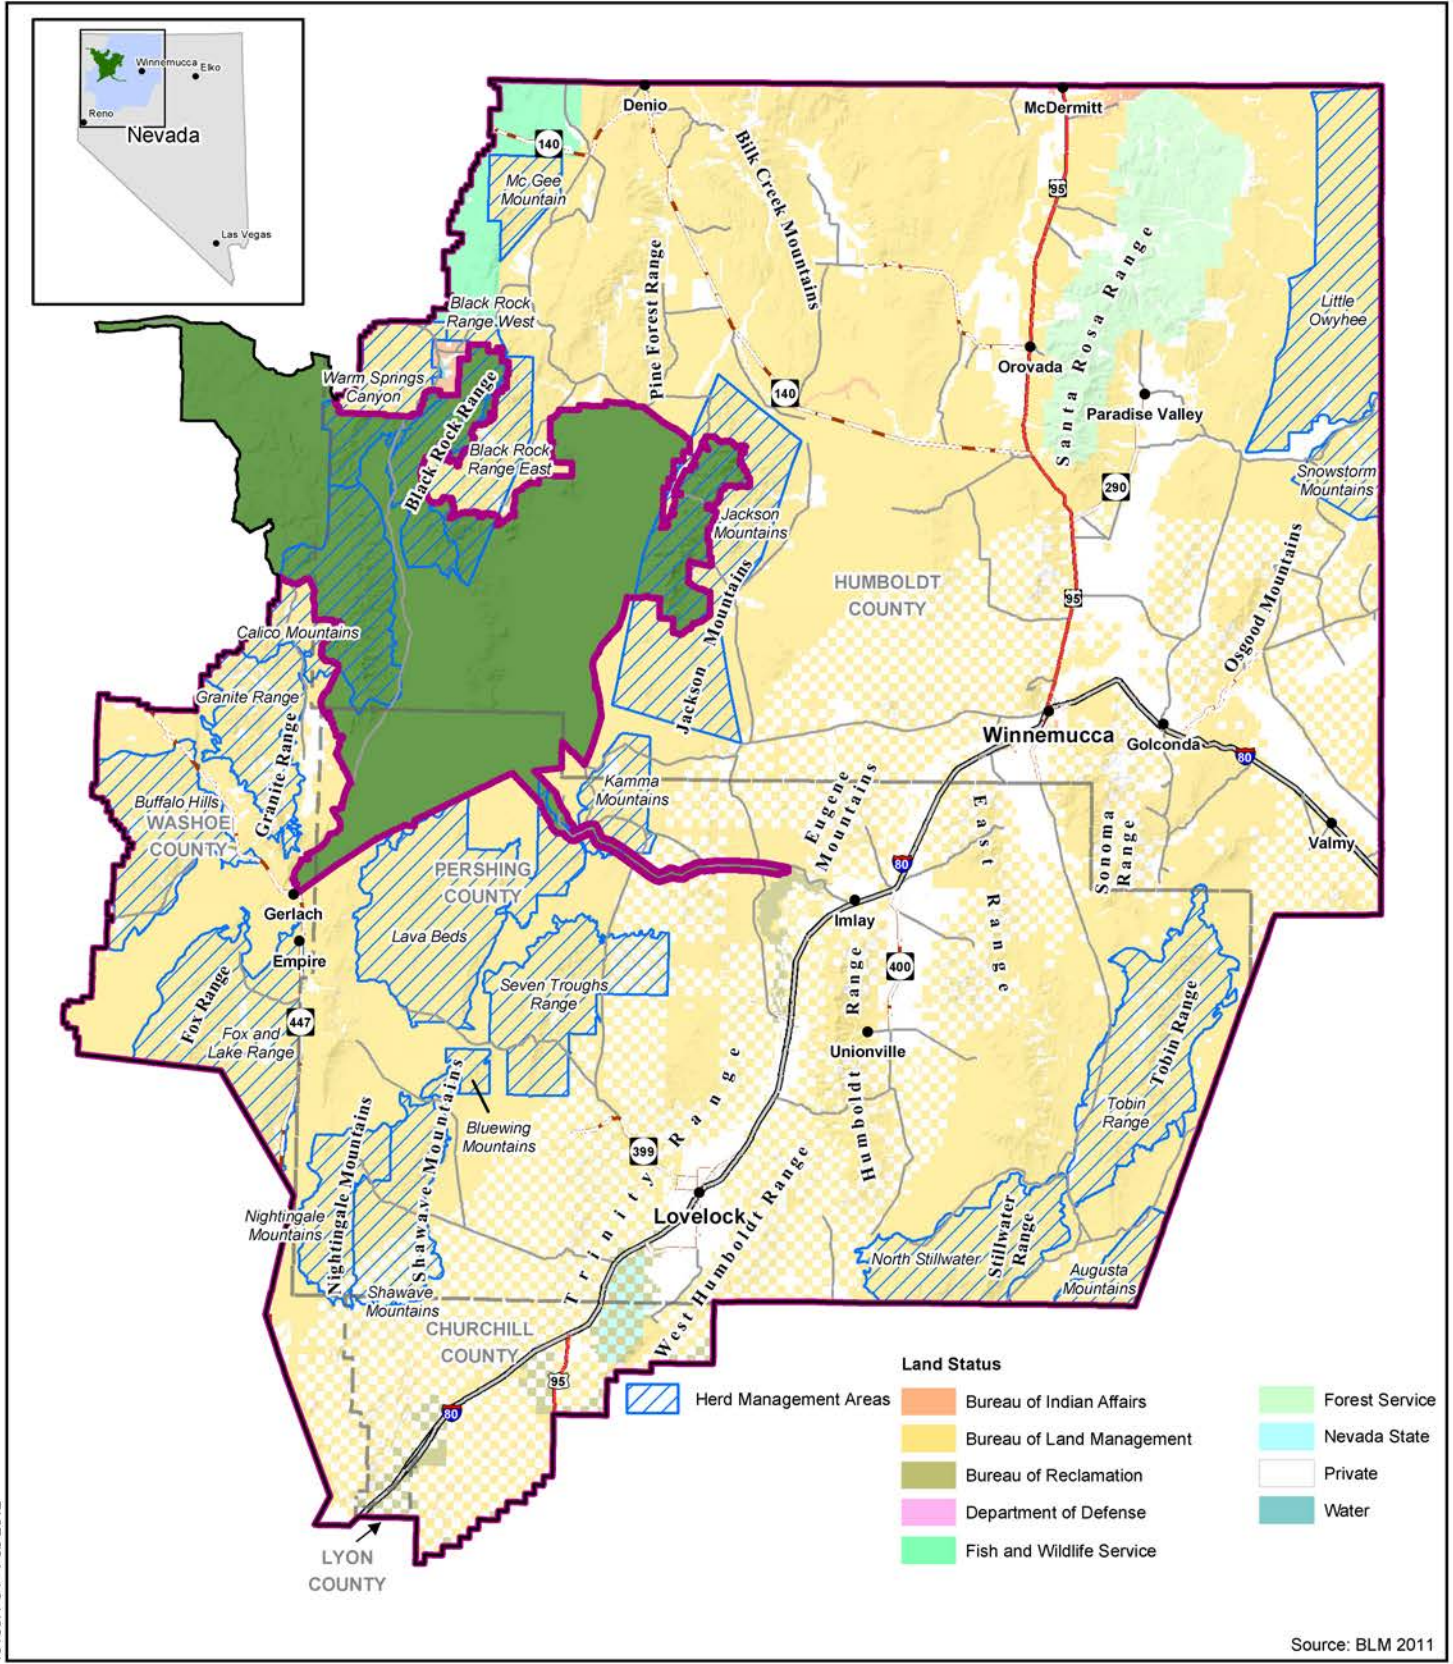 Winnemucca
Elko
Reno
Nevada
Las Vegas
Denio
McDermitt
140
Mc Gee
Mountain
Bilk Creek Mountains
95
Pine Forest Range
Santa Rosa Range
Black Rock
Range West
Little
Owyhee
Warm Springs
Canyon
Orovada
140
Paradise Valley
Black Rock Range
Black Rock
Range East
290
Snowstorm
Mountains
Jackson
Mountains
HUMBOLDT
COUNTY
95
Osgood Mountains
Calico Mountains
Jackson Mountains
Granite Range
Granite Range
Winnemucca
Golconda
80
Kamma
Mountains
Eugene
Mountains
Buffalo Hills
WASHOE
COUNTY
East Range
Sonoma
Range
Valmy
80
PERSHING
COUNTY
Gerlach
Imlay
Lava Beds
Empire
400
Seven Troughs
Range
Fox Range
Fox and
Lake Range
447
Humboldt Range
Unionville
Tobin Range
Tobin
Range
Bluewing
Mountains
399
Trinity Range
Nightingale Mountains
Shawave Mountains
Lovelock
West Humboldt Range
Nightingale
Mountains
North Stillwater
Stillwater
Range
Augusta
Mountains
Shawave
Mountains
CHURCHILL
COUNTY
95
80
LYON
COUNTY
Herd Management Areas
Land Status
Bureau of Indian Affairs
Bureau of Land Management
Bureau of Reclamation
Department of Defense
Fish and Wildlife Service
Forest Service
Nevada State
Private
Water
Source: BLM 2011